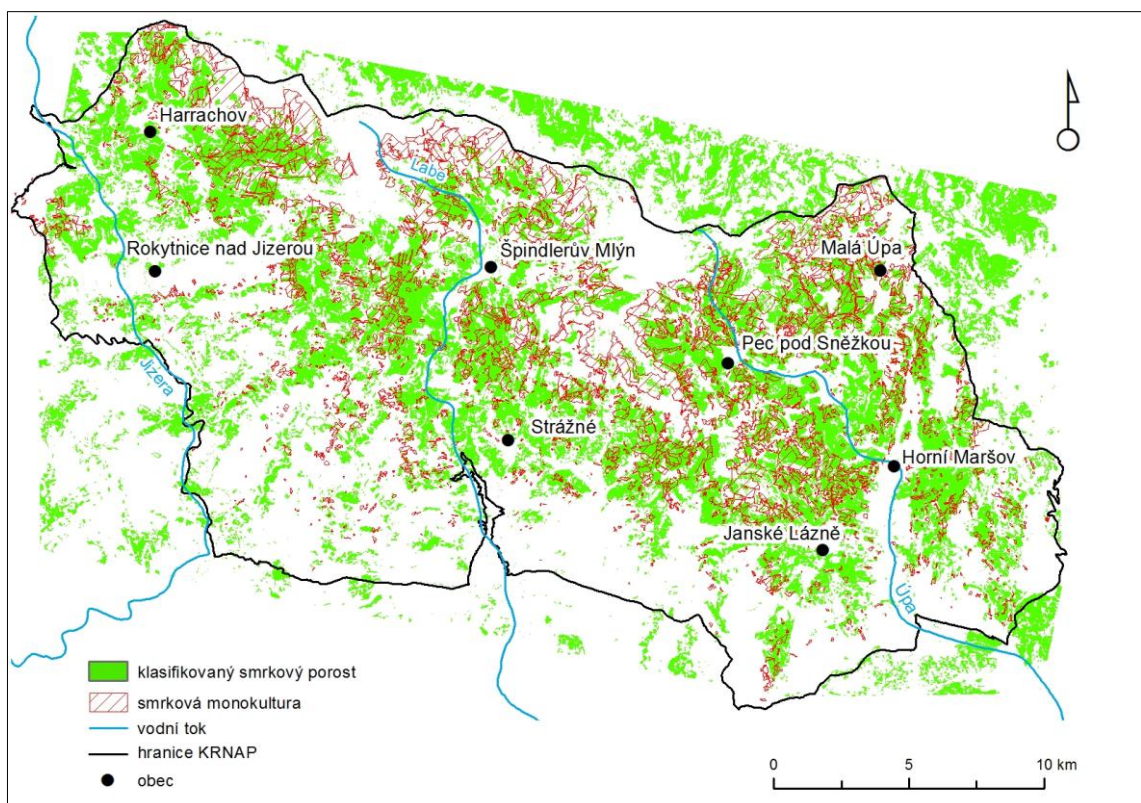 Harrachov
Labe
Rokytnice nad Jizerou
Špindlerův Mlýn
Malá Úpa
Pec pod Sněžkou
Jizera
Strážné
Horní Maršov
Janské Lázně
Úpa
klasifikovaný smrkový porost
smrková monokultura
vodní tok
hranice KRNAP
obec
0 5 10 km